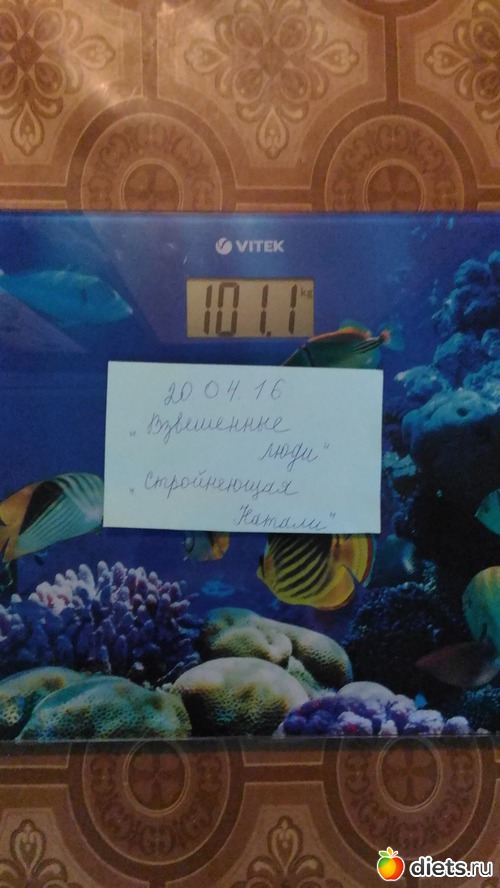 VITEK
101.1 kg
20.04.16
"Взвешенные
люди"
"Стройнеющая
Натали"
diets.ru